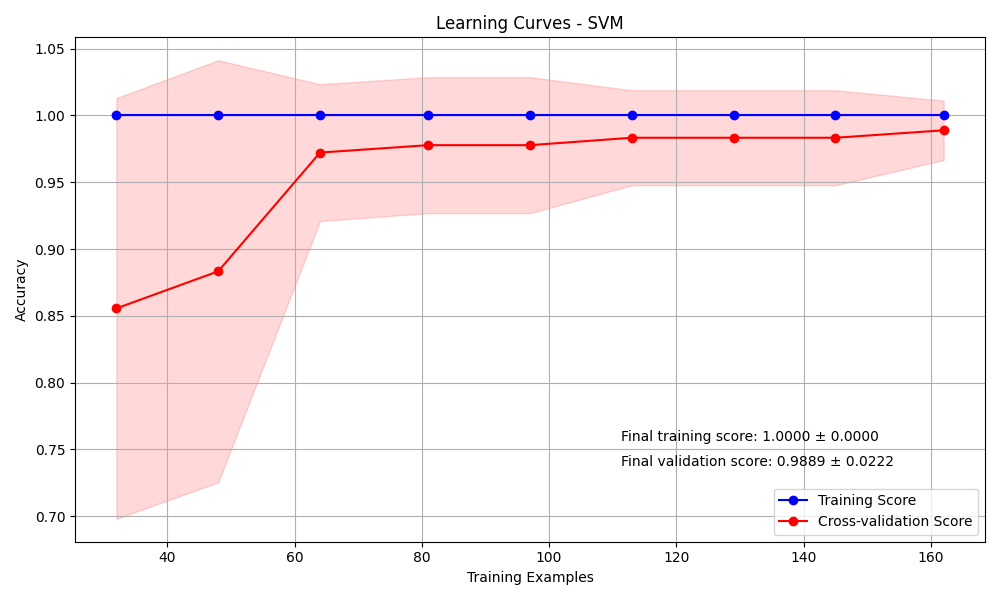 Learning Curves - SVM
1.05
1.00
0.95
0.90
0.85
0.80
0.75
0.70
Accuracy
Final training score: 1.0000 ± 0.0000
Final validation score: 0.9889 ± 0.0222
Training Score
Cross-validation Score
40 60 80 100 120 140 160
Training Examples